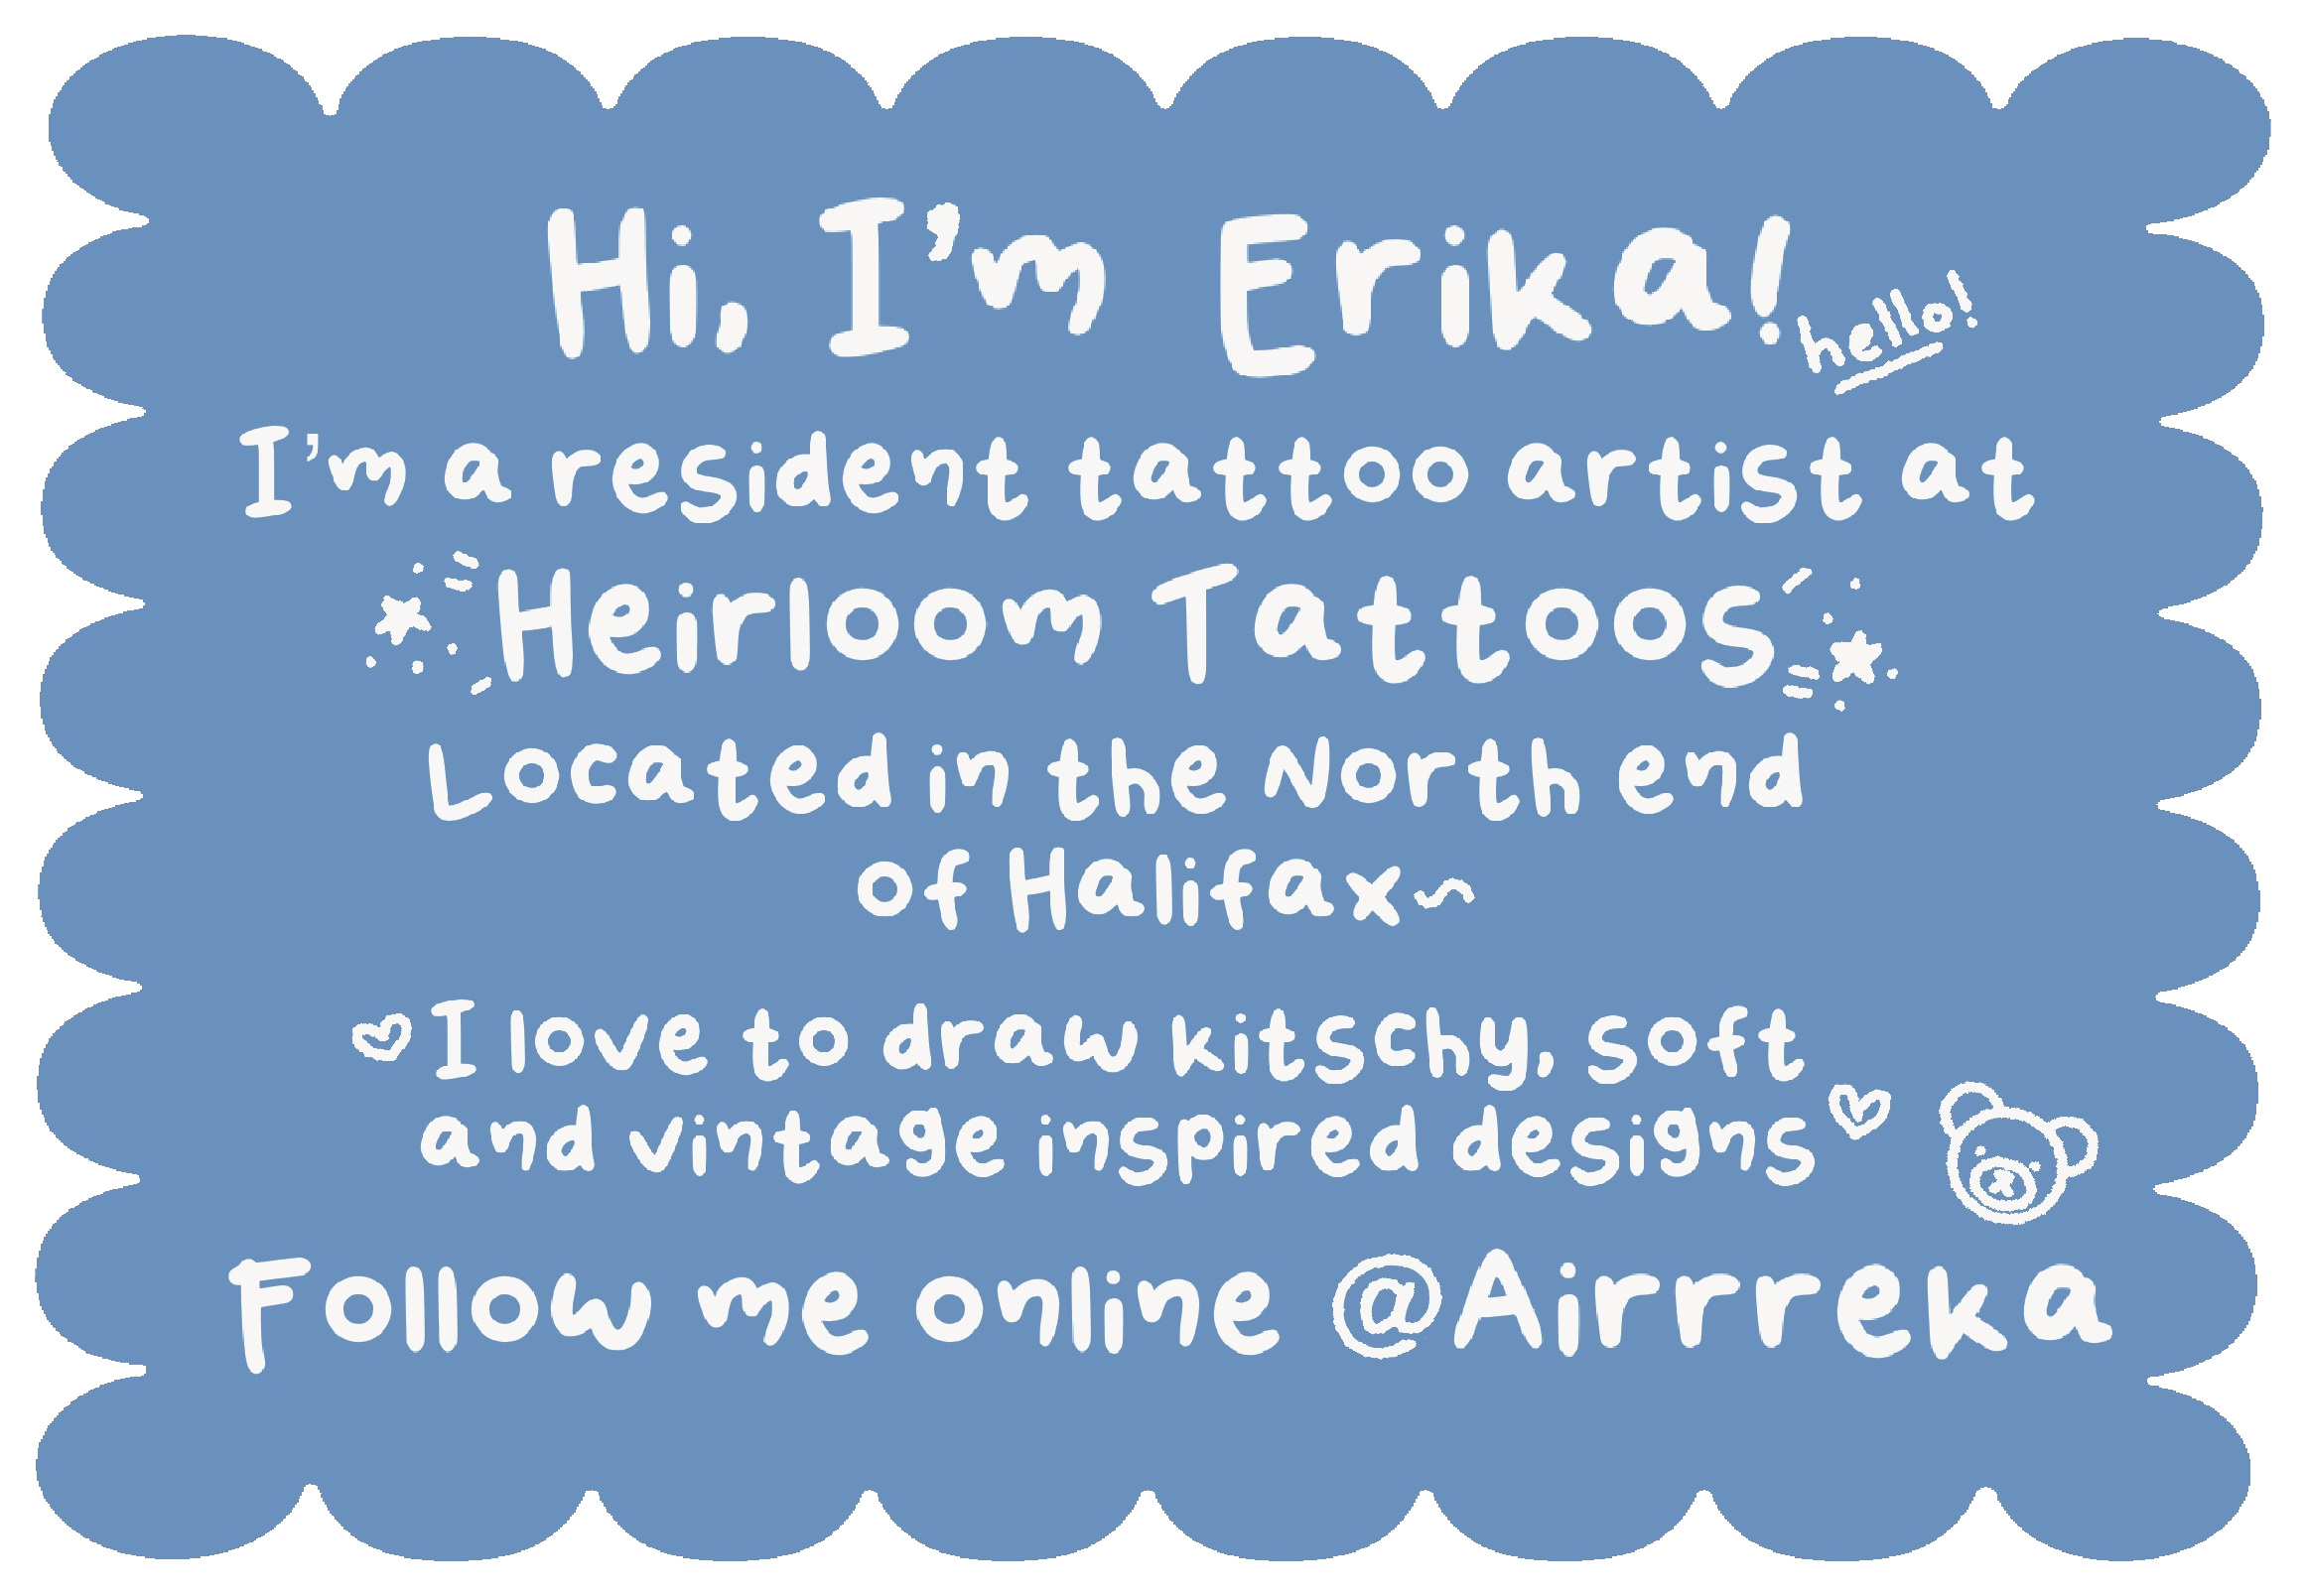 Hi, I'm Erika!
hello!
I'm a resident tattoo artist at
Heirloom Tattoos
Located in the North end
of Halifax~
I love to draw kitschy, soft
and vintage inspired designs
Follow me online @Airrreka